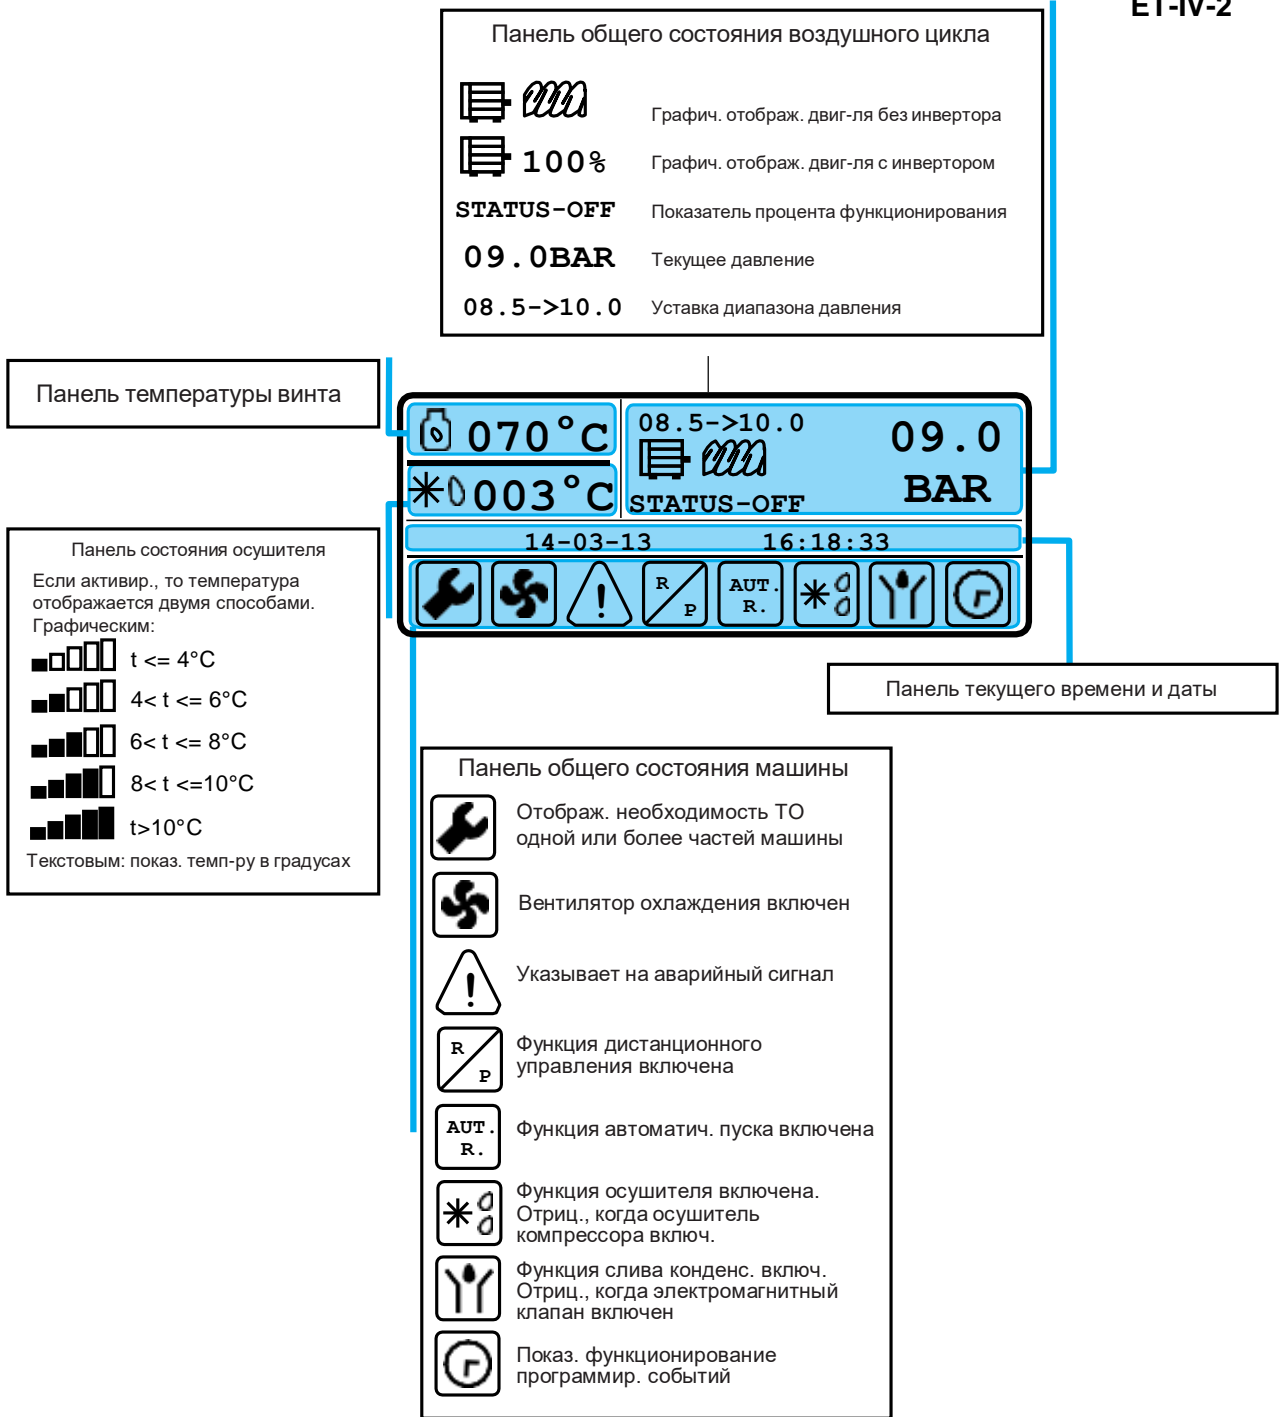 ET-IV-2
Панель общего состояния воздушного цикла
Графич. отображ. двиг-ля без инвертора
100% Графич. отображ. двиг-ля с инвертором
STATUS-OFF Показатель процента функционирования
09.0BAR Текущее давление
08.5->10.0 Уставка диапазона давления
Панель температуры винта
070°C
003°C
08.5->10.0
STATUS-OFF
09.0
BAR
14-03-13 16:18:33
!
R
P
AUT.
R.
Панель состояния осушителя
Если активир., то температура
отображается двумя способами.
Графическим:
t <= 4°C
4< t <= 6°C
6< t <= 8°C
8< t <=10°C
t>10°C
Текстовым: показ. темп-ру в градусах
Панель текущего времени и даты
Панель общего состояния машины
Отображ. необходимость ТО
одной или более частей машины
Вентилятор охлаждения включен
!
Указывает на аварийный сигнал
R
P
Функция дистанционного
управления включена
AUT.
R.
Функция автоматич. пуска включена
Функция осушителя включена.
Отриц., когда осушитель
компрессора включ.
Функция слива конденс. включ.
Отриц., когда электромагнитный
клапан включен
Показ. функционирование
программир. событий